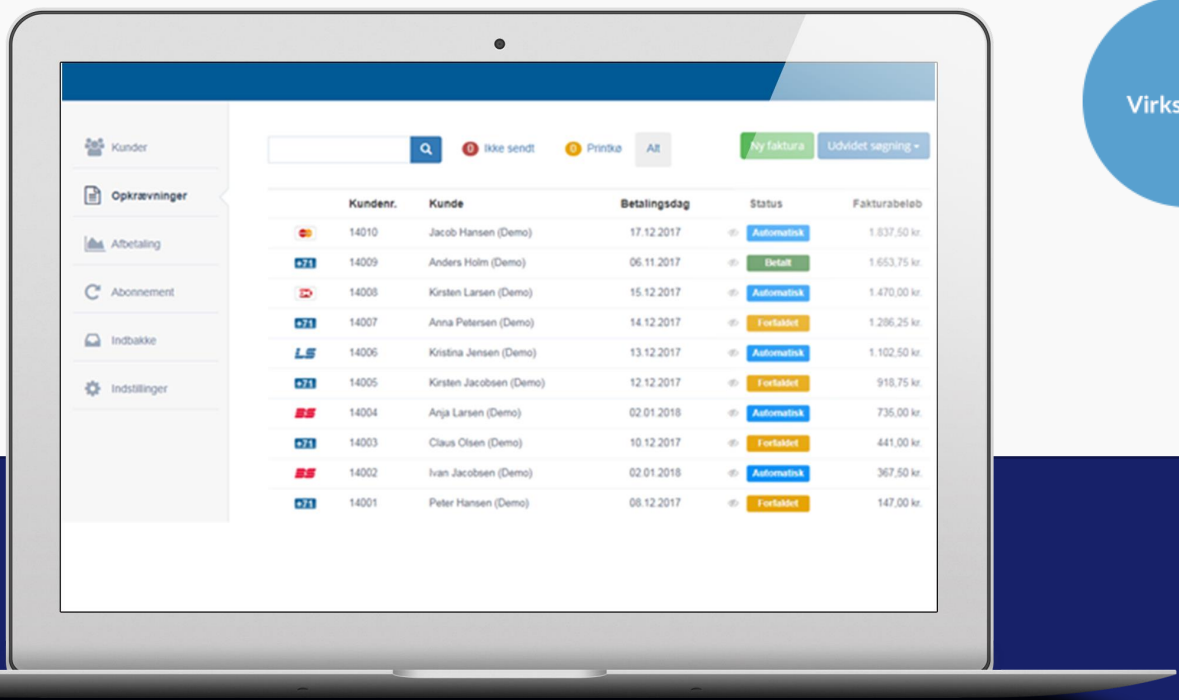 Virks
Kunder
0 Ikke sendt 0 Printkø Alt Ny faktura Udvidet søgning
Opkrævninger
Kundenr. Kunde Betalingsdag Status Fakturabeløb
14010 Jacob Hansen (Demo) 17.12.2017 Automatisk 1.837,50 kr.
Afbetaling
+71 14009 Anders Holm (Demo) 06.11.2017 Betalt 1.653,75 kr.
Abonnement
14008 Kirsten Larsen (Demo) 15.12.2017 Automatisk 1.470,00 kr.
+71 14007 Anna Petersen (Demo) 14.12.2017 Forfaldet 1.286,25 kr.
Indbakke
LS 14006 Kristina Jensen (Demo) 13.12.2017 Automatisk 1.102,50 kr.
Indstillinger
+71 14005 Kirsten Jacobsen (Demo) 12.12.2017 Forfaldet 918,75 kr.
BS 14004 Anja Larsen (Demo) 02.01.2018 Automatisk 735,00 kr.
+71 14003 Claus Olsen (Demo) 10.12.2017 Forfaldet 441,00 kr.
BS 14002 Ivan Jacobsen (Demo) 02.01.2018 Automatisk 367,50 kr.
+71 14001 Peter Hansen (Demo) 08.12.2017 Forfaldet 147,00 kr.